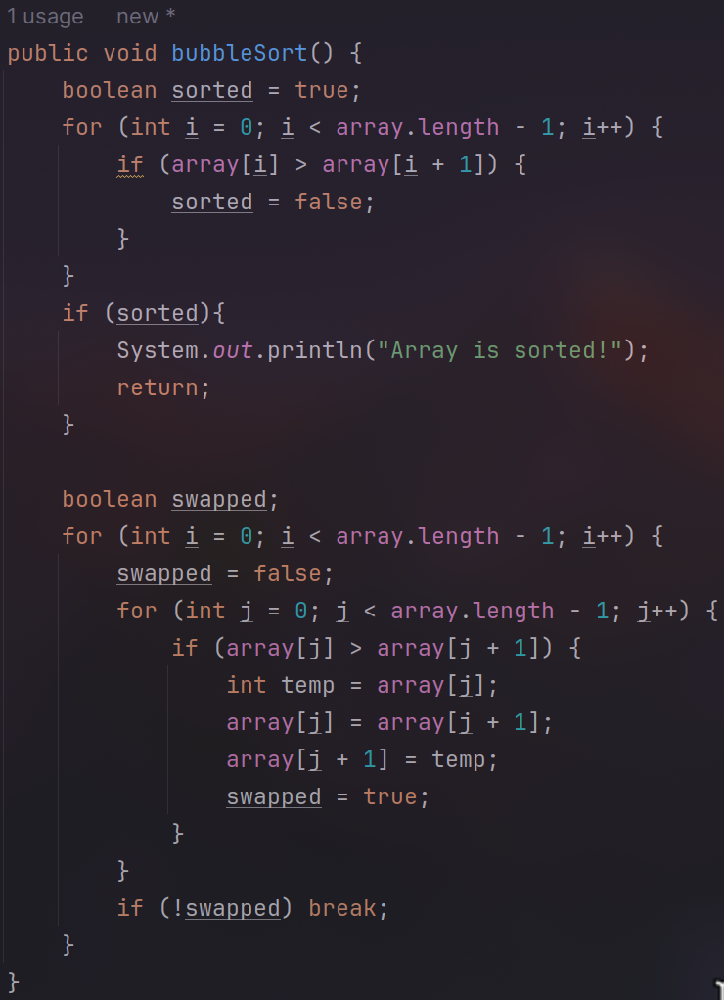 1 usage new *
public void bubbleSort() {
    boolean sorted = true;
    for (int i = 0; i < array.length - 1; i++) {
        if (array[i] > array[i + 1]) {
            sorted = false;
        }
    }
    if (sorted){
        System.out.println("Array is sorted!");
        return;
    }

    boolean swapped;
    for (int i = 0; i < array.length - 1; i++) {
        swapped = false;
        for (int j = 0; j < array.length - 1; j++) {
            if (array[j] > array[j + 1]) {
                int temp = array[j];
                array[j] = array[j + 1];
                array[j + 1] = temp;
                swapped = true;
            }
        }
        if (!swapped) break;
    }
}